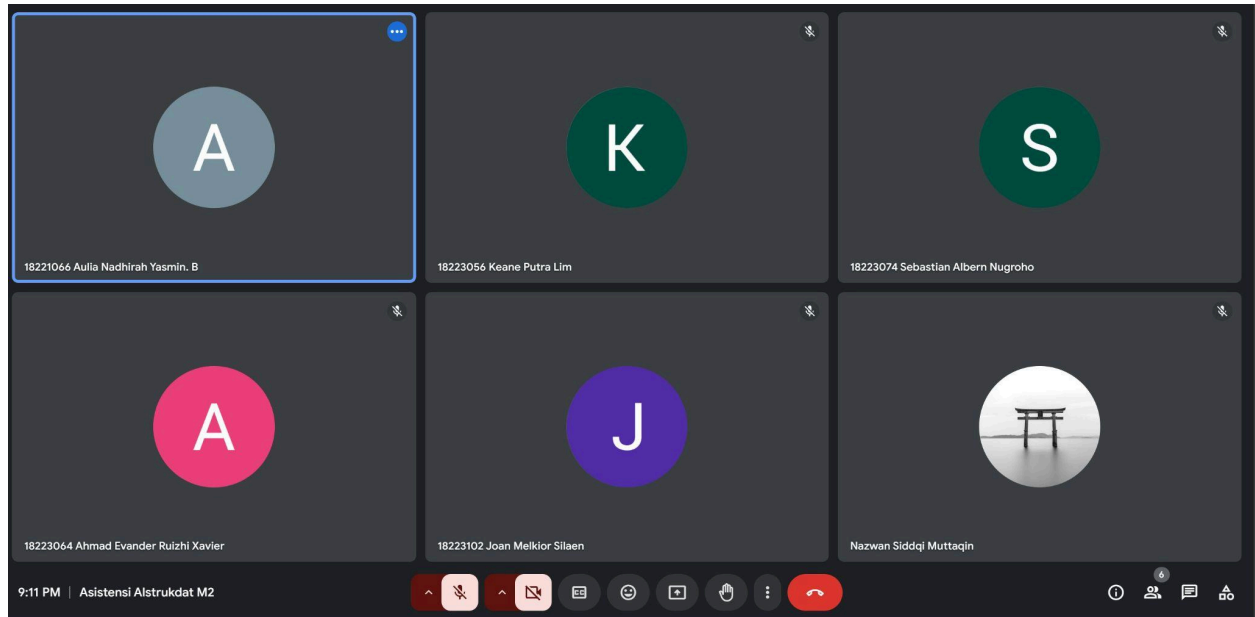 A
18221066 Aulia Nadhirah Yasmin. B
K
18223056 Keane Putra Lim
S
18223074 Sebastian Albern Nugroho
A
18223064 Ahmad Evander Ruizhi Xavier
J
18223102 Joan Melkior Silaen
Nazwan Siddqi Muttaqin
9:11 PM | Asistensi Alstrukdat M2
CC
6